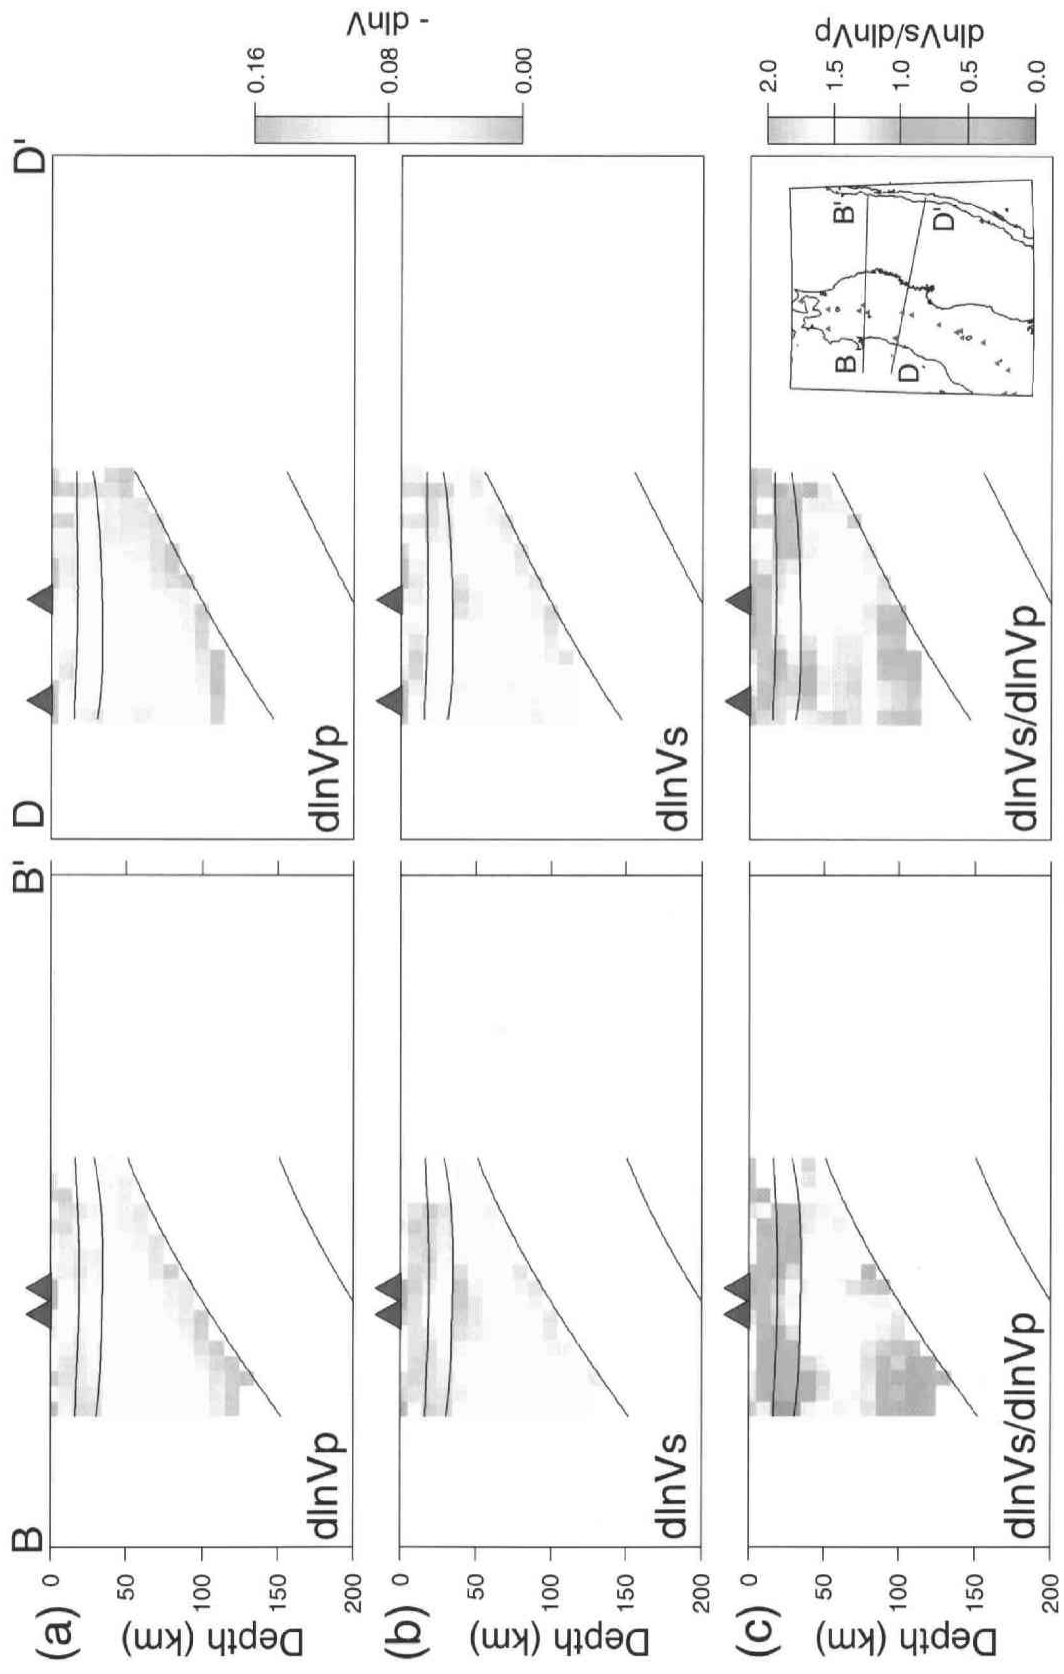 (a)
B
B'
D
D'
Depth (km)
0
50
100
150
200
dlnVp
dlnVp
0.16
0.08
0.00
- dlnV
(b)
Depth (km)
0
50
100
150
200
dlnVs
dlnVs
(c)
Depth (km)
0
50
100
150
200
dlnVs/dlnVp
dlnVs/dlnVp
B
B'
D
D'
2.0
1.5
1.0
0.5
0.0
dlnVs/dlnVp